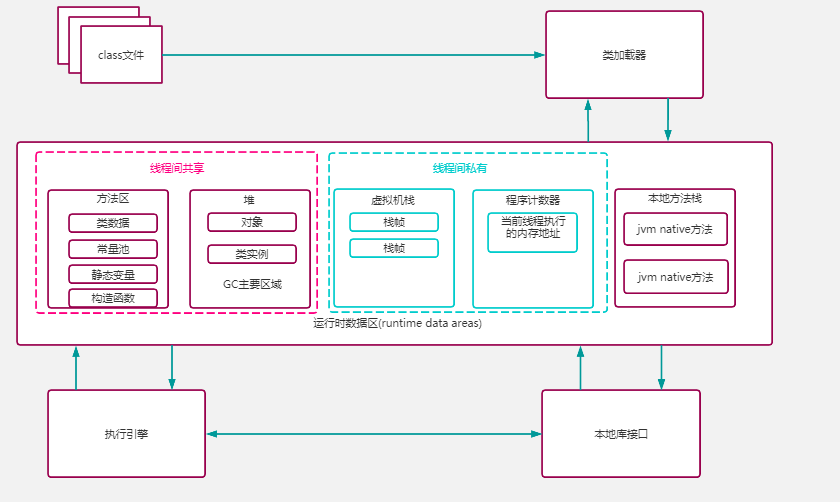 class文件
类加载器
线程间共享
线程间私有
方法区
类数据
常量池
静态变量
构造函数
堆
对象
类实例
GC主要区域
虚拟机栈
栈帧
栈帧
程序计数器
当前线程执行
的内存地址
本地方法栈
jvm native方法
jvm native方法
运行时数据区(runtime data areas)
执行引擎
本地库接口